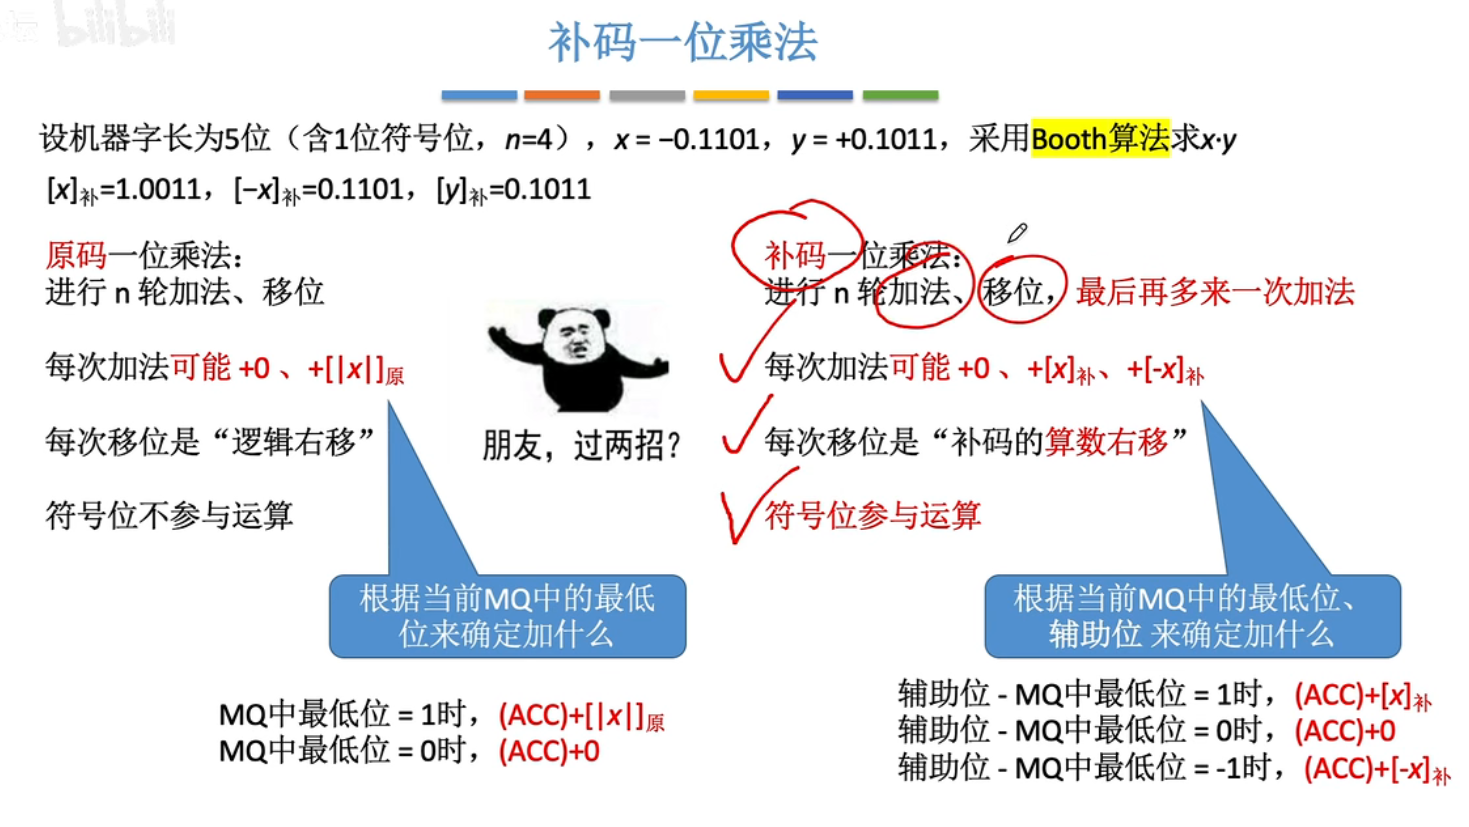 bilibili
补码一位乘法
设机器字长为5位（含1位符号位，n=4），x = −0.1101，y = +0.1011，采用Booth算法求x·y
[x]补=1.0011，[−x]补=0.1101，[y]补=0.1011
原码一位乘法：
进行 n 轮加法、移位
每次加法可能 +0 、+[|x|]原
每次移位是“逻辑右移”
符号位不参与运算
根据当前MQ中的最低
位来确定加什么
MQ中最低位 = 1时，(ACC)+[|x|]原
MQ中最低位 = 0时，(ACC)+0
朋友，过两招？
补码一位乘法：
进行 n 轮加法、移位，最后再多来一次加法
每次加法可能 +0 、+[x]补、+[-x]补
每次移位是“补码的算数右移”
符号位参与运算
根据当前MQ中的最低位、
辅助位 来确定加什么
辅助位 - MQ中最低位 = 1时，(ACC)+[x]补
辅助位 - MQ中最低位 = 0时，(ACC)+0
辅助位 - MQ中最低位 = -1时，(ACC)+[-x]补